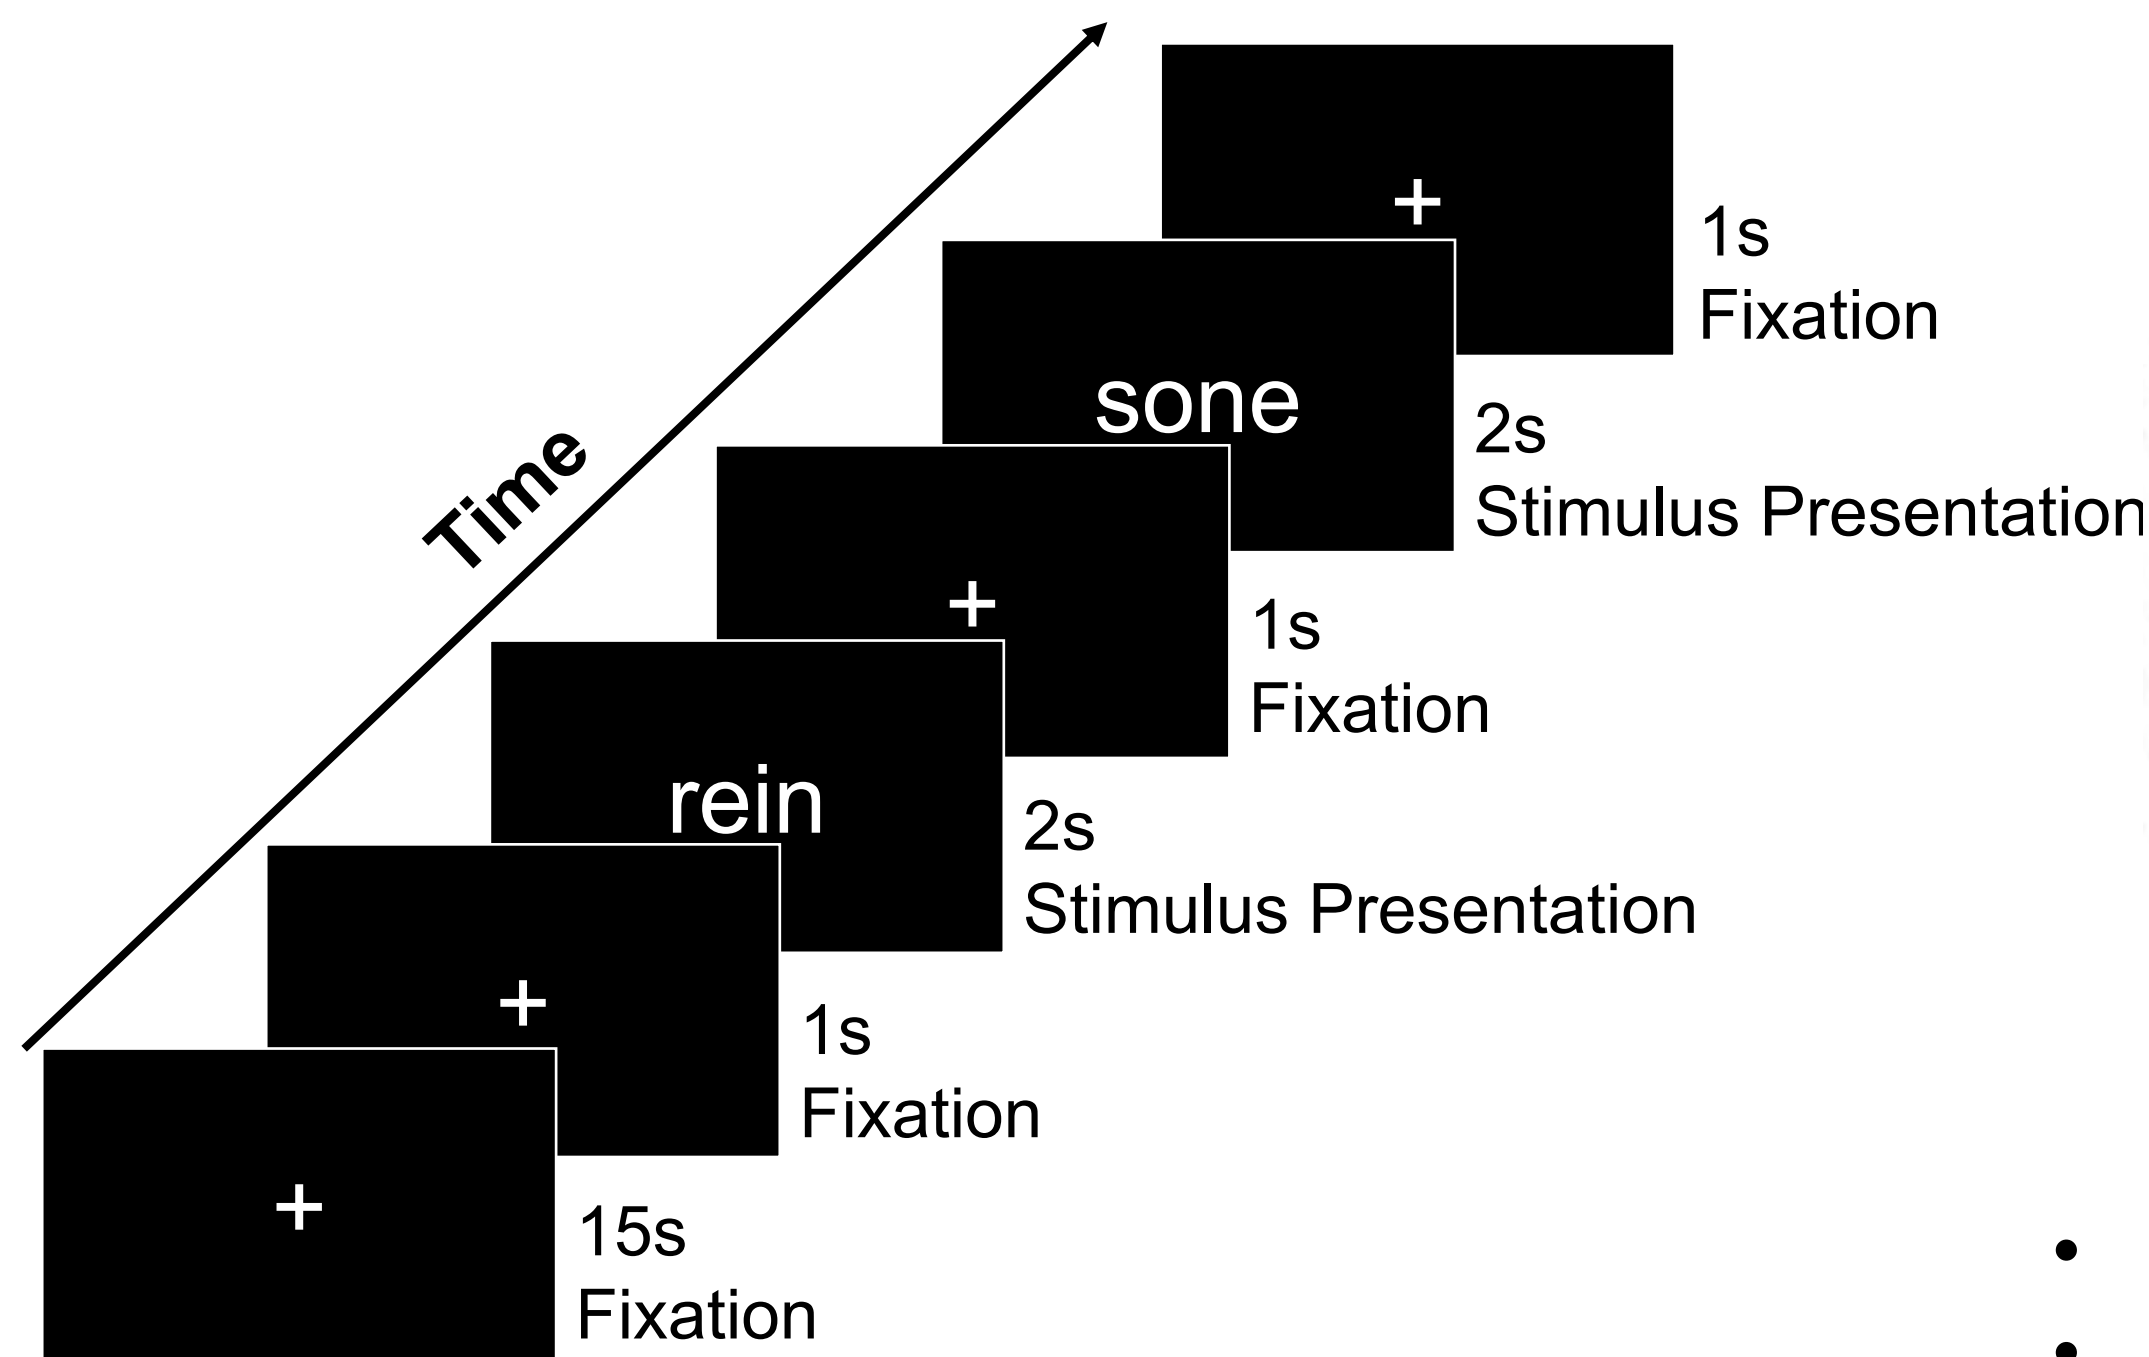 +
1s
Fixation
sone
2s
Stimulus Presentation
Time
+
1s
Fixation
rein
2s
Stimulus Presentation
+
1s
Fixation
+
15s
Fixation
•
•